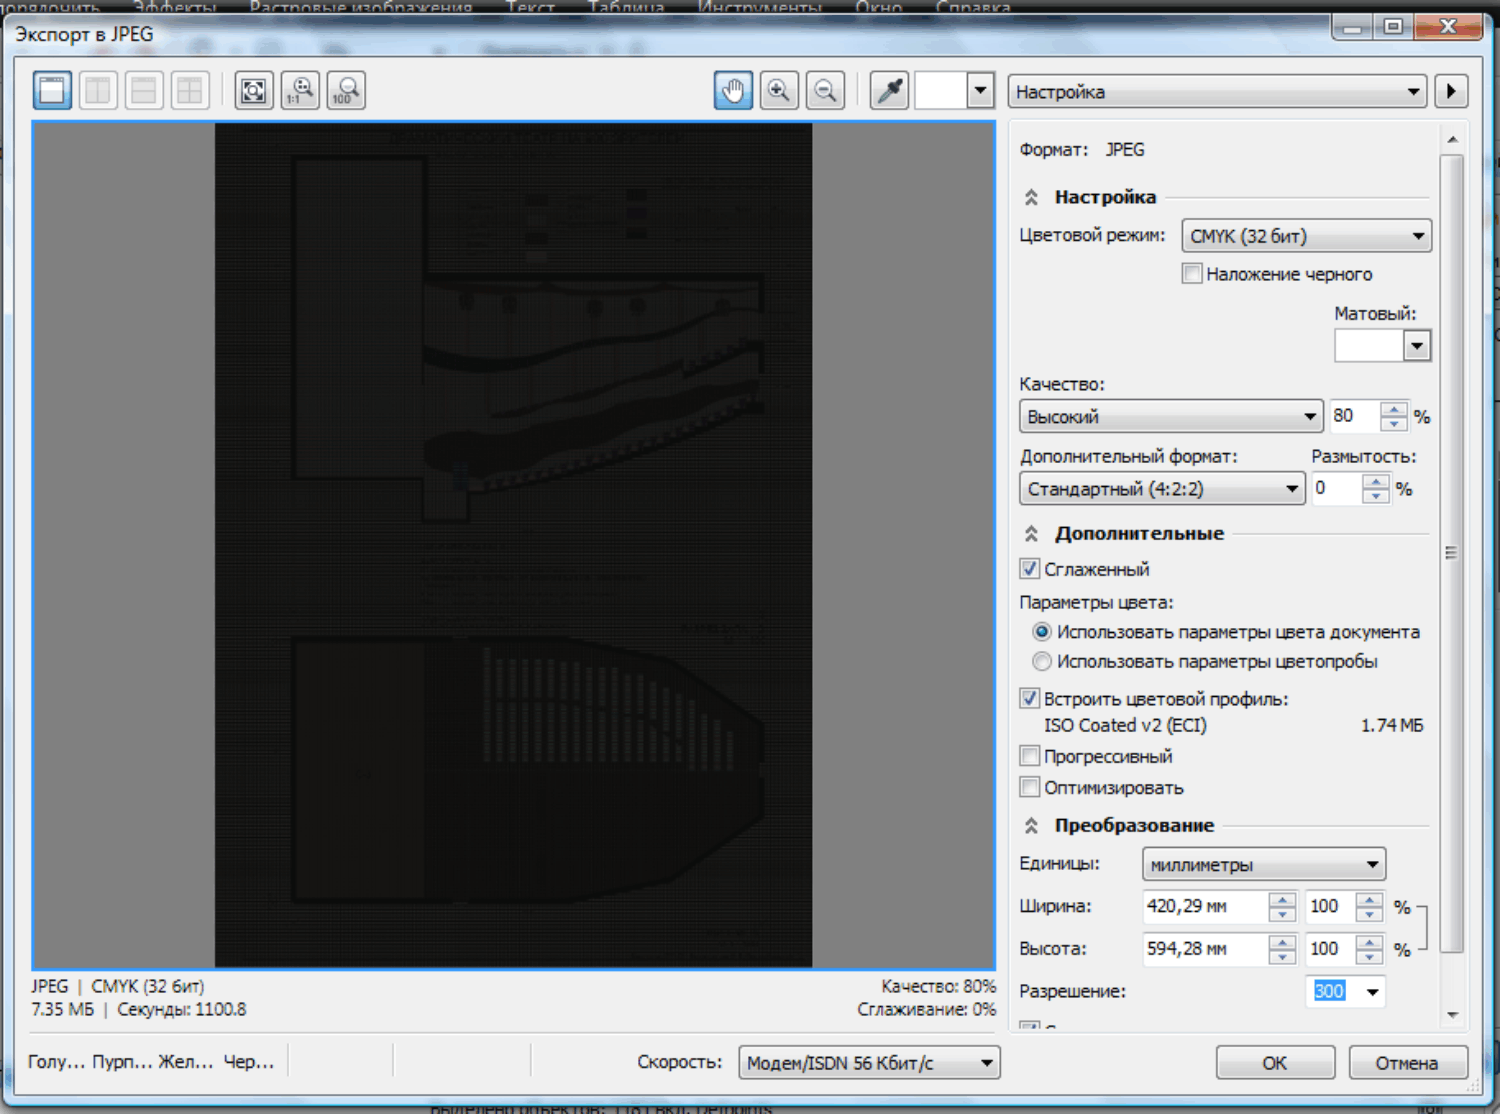 порядочить Эффекты Растровые изображения Текст Таблица Инструменты Окно Справка
Экспорт в JPEG
1:1
100
Настройка
Формат: JPEG
Настройка
Цветовой режим: CMYK (32 бит)
Наложение черного
Матовый:
Качество:
Высокий 80 %
Дополнительный формат: Размытость:
Стандартный (4:2:2) 0 %
Дополнительные
Сглаженный
Параметры цвета:
Использовать параметры цвета документа
Использовать параметры цветопробы
Встроить цветовой профиль:
ISO Coated v2 (ECI) 1.74 МБ
Прогрессивный
Оптимизировать
Преобразование
Единицы: миллиметры
Ширина: 420,29 мм 100 %
Высота: 594,28 мм 100 %
Разрешение: 300
JPEG | CMYK (32 бит) Качество: 80%
7.35 МБ | Секунды: 1100.8 Сглаживание: 0%
Голу... Пурп... Жел... Чер... Скорость: Модем/ISDN 56 Кбит/с OK Отмена